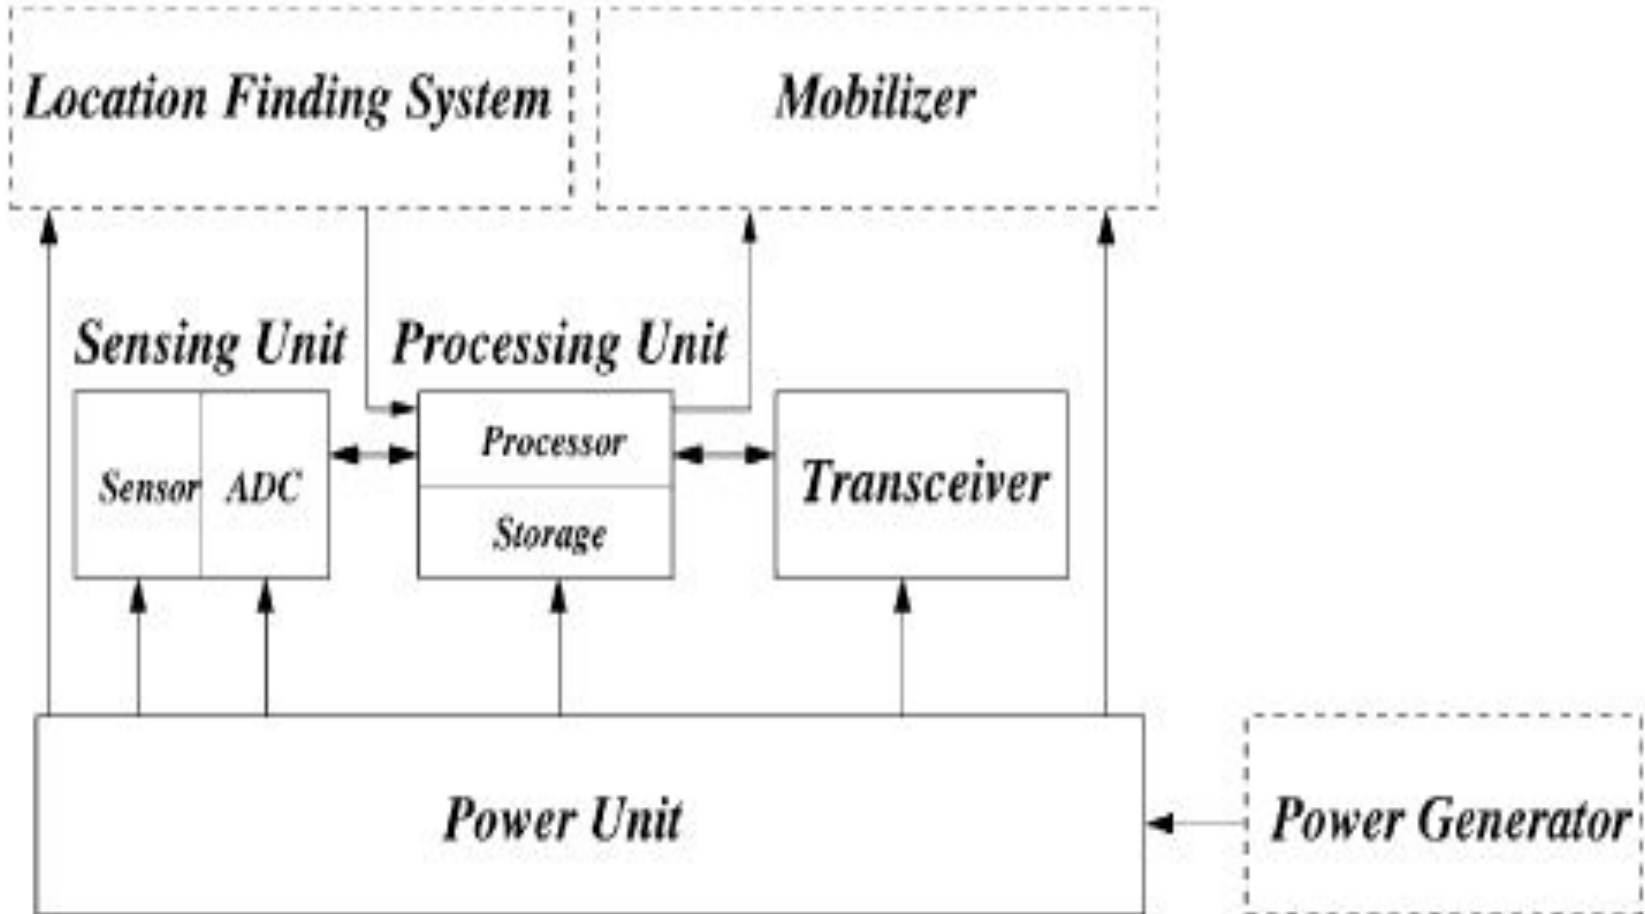 Location Finding System
Mobilizer
Sensing Unit
Processing Unit
Sensor
ADC
Processor
Storage
Transceiver
Power Unit
Power Generator